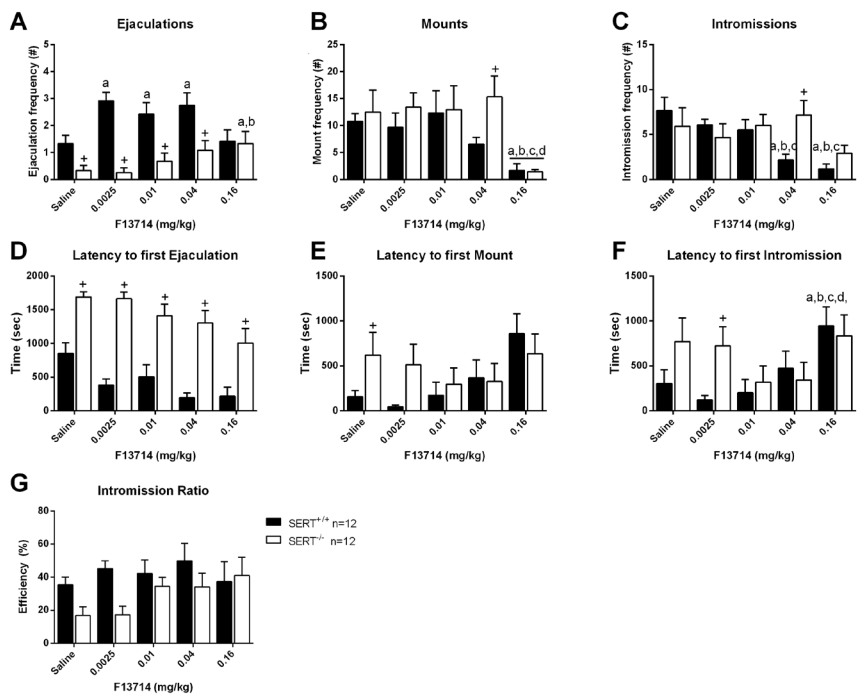 A
Ejaculations
Ejaculation frequency (#)
5
4
3
2
1
0
a
a
a
a,b
+
+
+
+
Saline
0.0025
0.01
0.04
0.16
F13714 (mg/kg)
B
Mounts
Mount frequency (#)
25
20
15
10
5
0
+
a,b,c,d
Saline
0.0025
0.01
0.04
0.16
F13714 (mg/kg)
C
Intromissions
Intromission frequency (#)
15
10
5
0
+
a,b,c
a,b,c
Saline
0.0025
0.01
0.04
0.16
F13714 (mg/kg)
D
Latency to first Ejaculation
Time (sec)
2000
1500
1000
500
0
+
+
+
+
+
Saline
0.0025
0.01
0.04
0.16
F13714 (mg/kg)
E
Latency to first Mount
Time (sec)
1500
1000
500
0
+
Saline
0.0025
0.01
0.04
0.16
F13714 (mg/kg)
F
Latency to first Intromission
Time (sec)
1500
1000
500
0
+
a,b,c,d,
Saline
0.0025
0.01
0.04
0.16
F13714 (mg/kg)
G
Intromission Ratio
Efficiency (%)
80
60
40
20
0
Saline
0.0025
0.01
0.04
0.16
F13714 (mg/kg)
SERT+/+ n=12
SERT-/- n=12